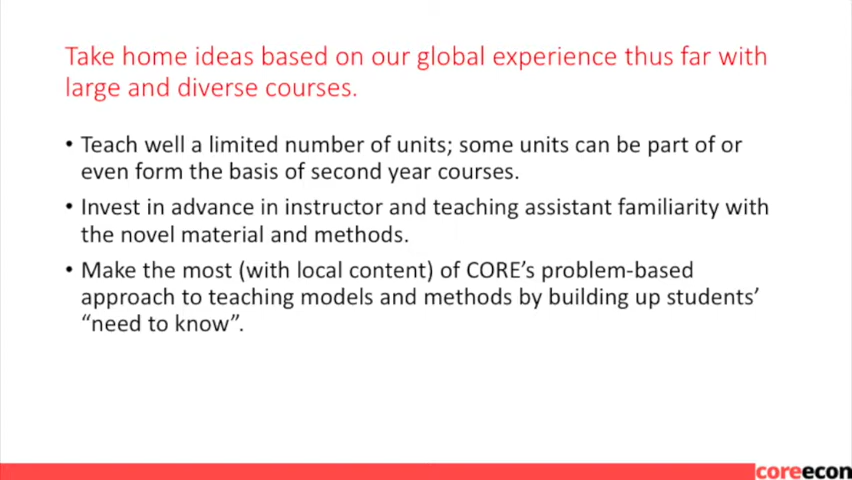 Take home ideas based on our global experience thus far with
large and diverse courses.
• Teach well a limited number of units; some units can be part of or
even form the basis of second year courses.
• Invest in advance in instructor and teaching assistant familiarity with
the novel material and methods.
• Make the most (with local content) of CORE’s problem-based
approach to teaching models and methods by building up students’
“need to know”.
coreecon